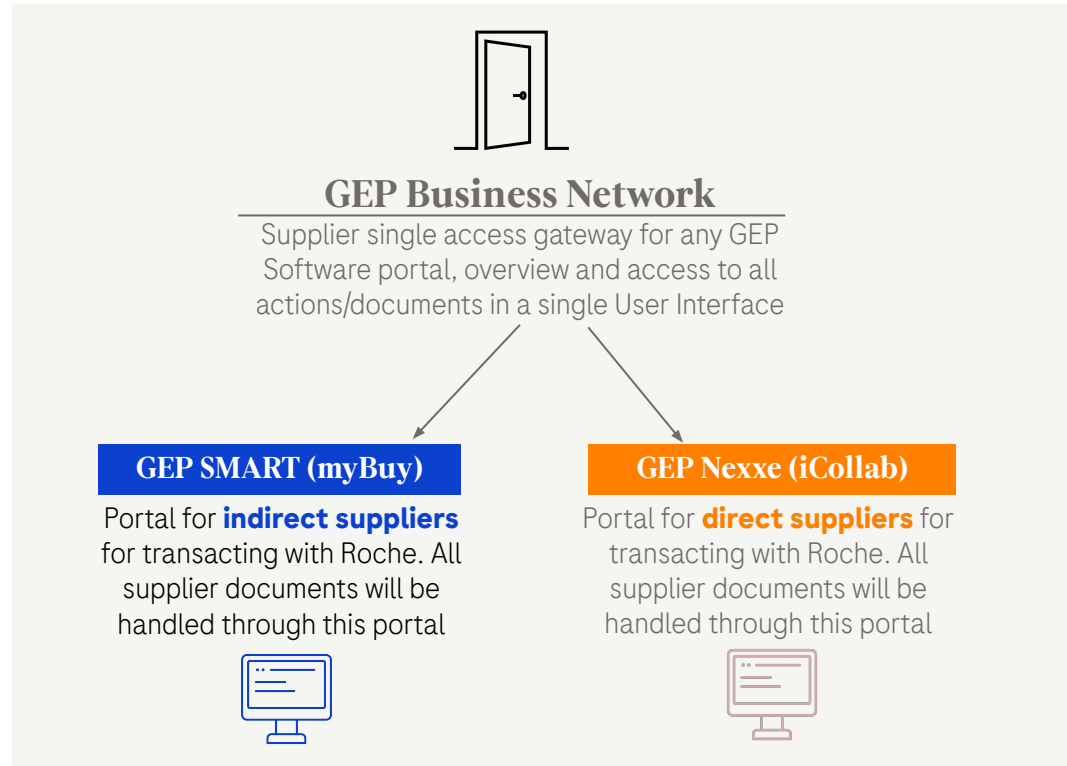 GEP Business Network
Supplier single access gateway for any GEP
Software portal, overview and access to all
actions/documents in a single User Interface
GEP SMART (myBuy)
Portal for indirect suppliers
for transacting with Roche. All
supplier documents will be
handled through this portal
GEP Nexxe (iCollab)
Portal for direct suppliers for
transacting with Roche. All
supplier documents will be
handled through this portal